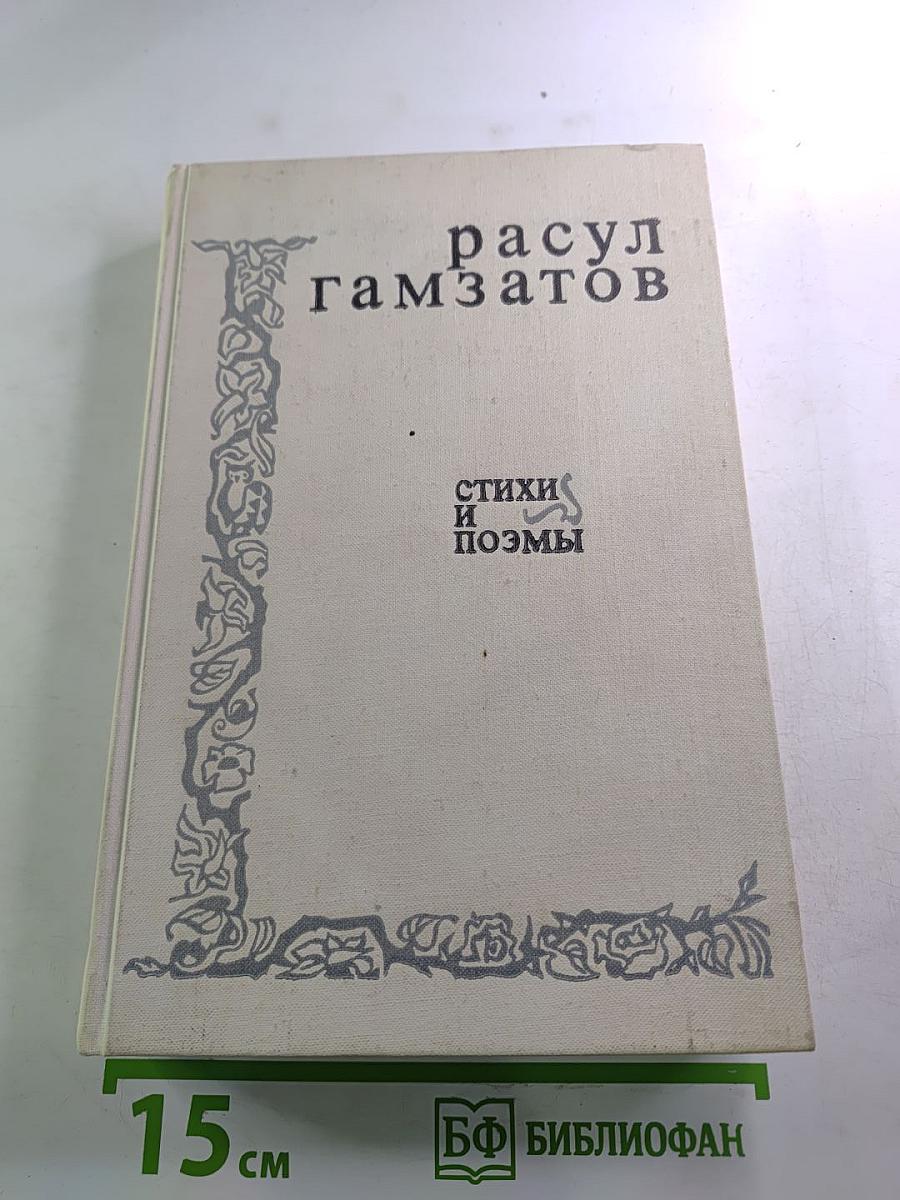 расул
гамзатов
СТИХИ
И
ПОЭМЫ
15 см
БФ БИБЛИОФАН